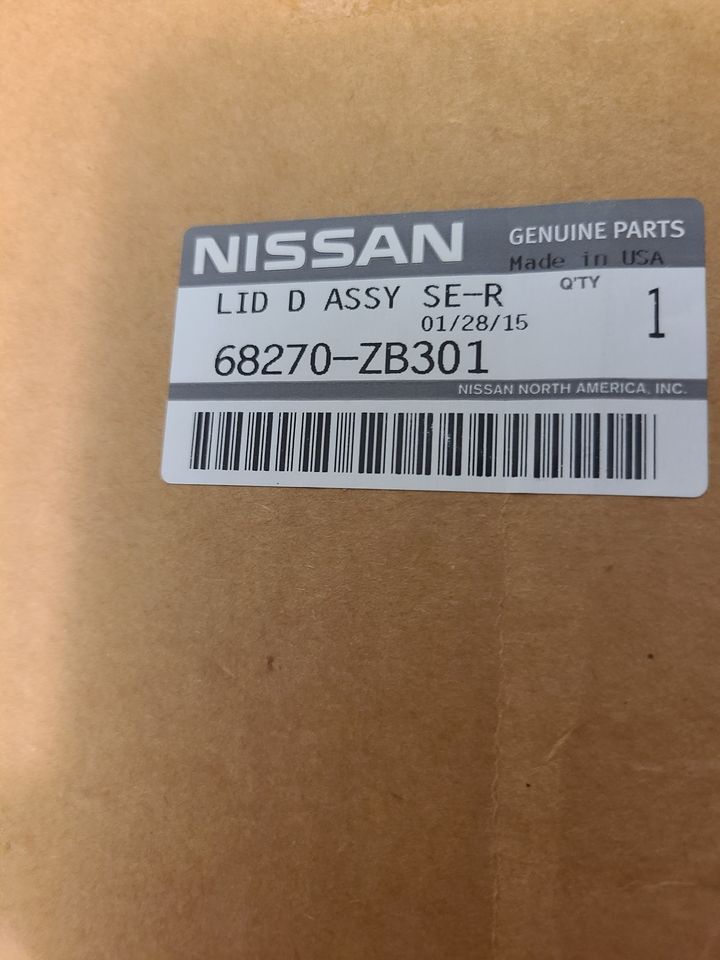 NISSAN GENUINE PARTS
Made in USA
LID D ASSY SE-R Q'TY 1
01/28/15
68270-ZB301
NISSAN NORTH AMERICA, INC.